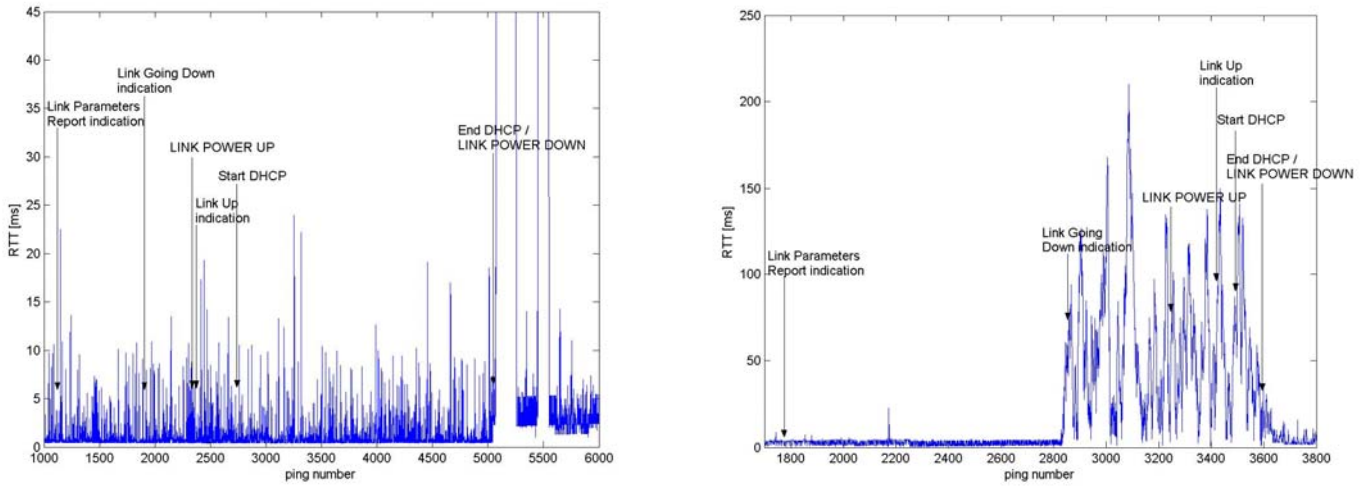 45
40
35
30
25
20
15
10
5
0
RTT [ms]
Link Going Down
indication
Link Parameters
Report indication
LINK POWER UP
Link Up
indication
Start DHCP
End DHCP /
LINK POWER DOWN
1000 1500 2000 2500 3000 3500 4000 4500 5000 5500 6000
ping number
250
200
150
100
50
0
RTT [ms]
Link Parameters
Report indication
Link Going
Down indication
LINK POWER UP
Link Up
indication
Start DHCP
End DHCP /
LINK POWER DOWN
1800 2000 2200 2400 2600 2800 3000 3200 3400 3600 3800
ping number